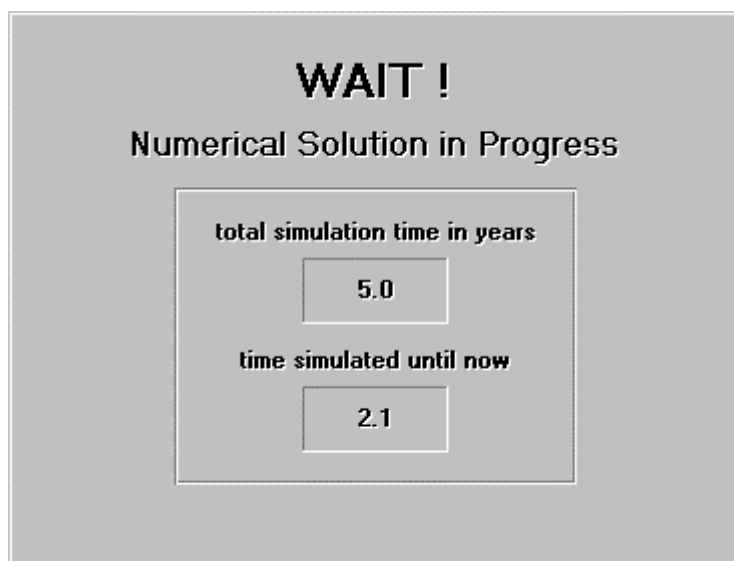 WAIT !
Numerical Solution in Progress
total simulation time in years
5.0
time simulated until now
2.1